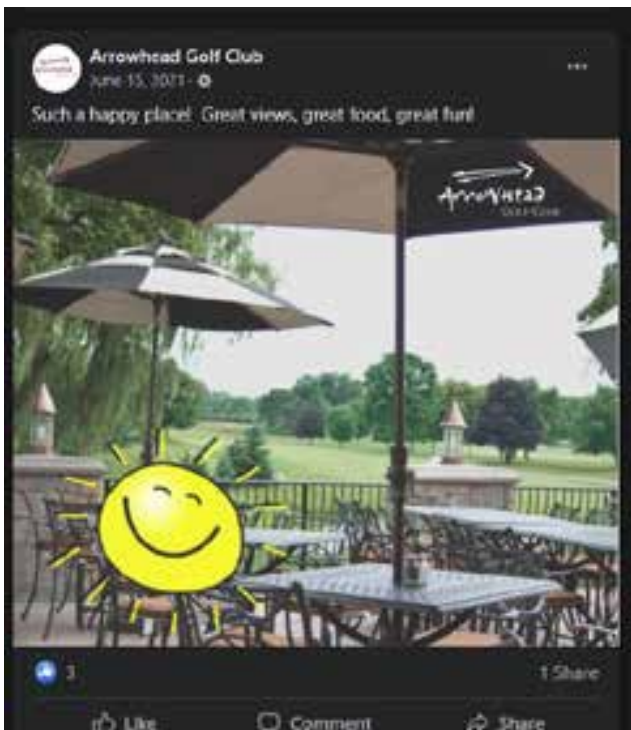 Arrowhead Golf Club
June 15, 2021
Such a happy place! Great views, great food, great fun!
ArroWHEaD
GOLF CLUB
3
1 Share
Like
Comment
Share